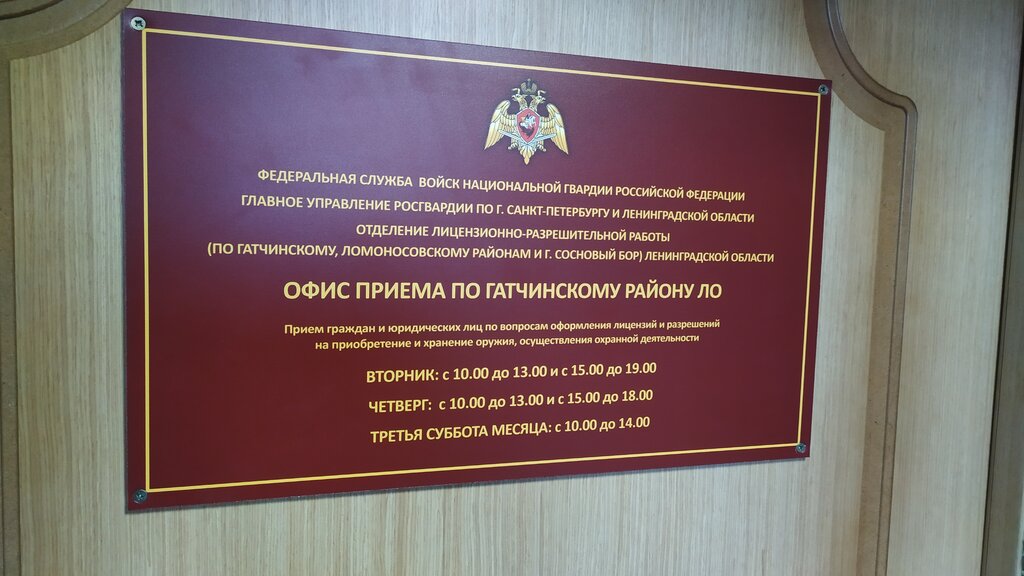 ФЕДЕРАЛЬНАЯ СЛУЖБА ВОЙСК НАЦИОНАЛЬНОЙ ГВАРДИИ РОССИЙСКОЙ ФЕДЕРАЦИИ
ГЛАВНОЕ УПРАВЛЕНИЕ РОСГВАРДИИ ПО Г. САНКТ-ПЕТЕРБУРГУ И ЛЕНИНГРАДСКОЙ ОБЛАСТИ
ОТДЕЛЕНИЕ ЛИЦЕНЗИОННО-РАЗРЕШИТЕЛЬНОЙ РАБОТЫ
(ПО ГАТЧИНСКОМУ, ЛОМОНОСОВСКОМУ РАЙОНАМ И Г. СОСНОВЫЙ БОР) ЛЕНИНГРАДСКОЙ ОБЛАСТИ
ОФИС ПРИЕМА ПО ГАТЧИНСКОМУ РАЙОНУ ЛО
Прием граждан и юридических лиц по вопросам оформления лицензий и разрешений
на приобретение и хранение оружия, осуществления охранной деятельности
ВТОРНИК: с 10.00 до 13.00 и с 15.00 до 19.00
ЧЕТВЕРГ: с 10.00 до 13.00 и с 15.00 до 18.00
ТРЕТЬЯ СУББОТА МЕСЯЦА: с 10.00 до 14.00